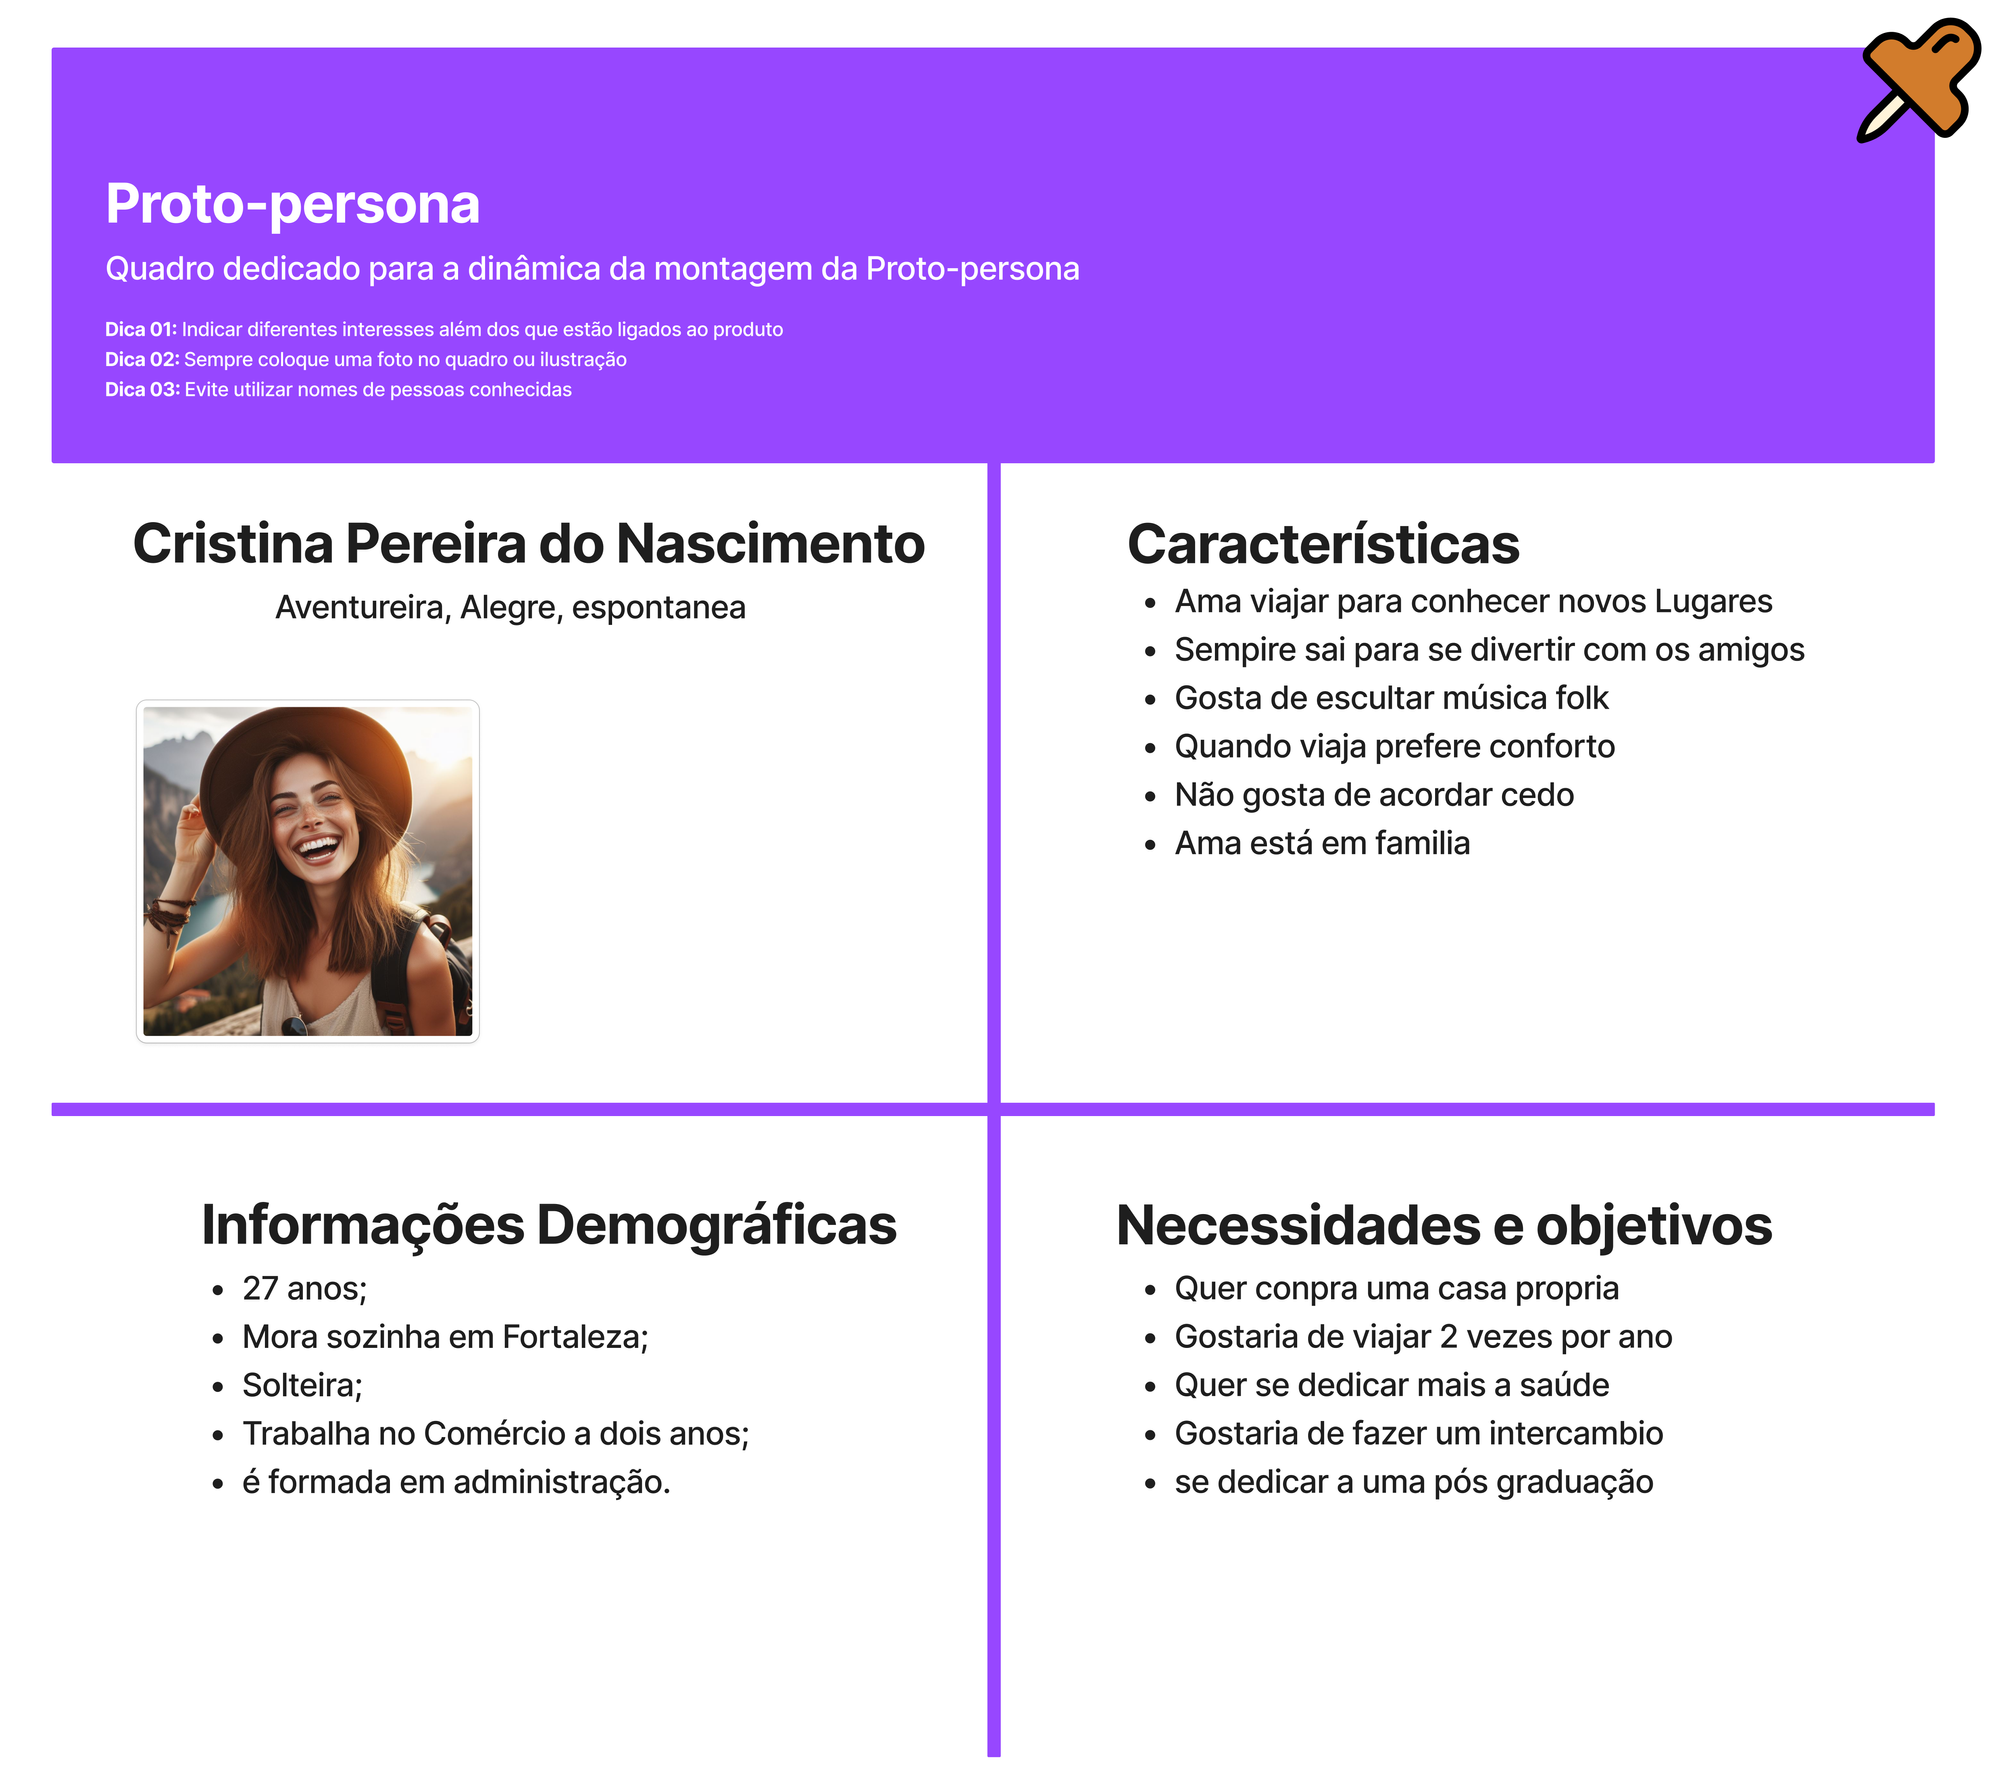 Proto-persona
Quadro dedicado para a dinâmica da montagem da Proto-persona
Dica 01: Indicar diferentes interesses além dos que estão ligados ao produto
Dica 02: Sempre coloque uma foto no quadro ou ilustração
Dica 03: Evite utilizar nomes de pessoas conhecidas
Cristina Pereira do Nascimento
Aventureira, Alegre, espontanea
Características
• Ama viajar para conhecer novos Lugares
• Sempire sai para se divertir com os amigos
• Gosta de escultar música folk
• Quando viaja prefere conforto
• Não gosta de acordar cedo
• Ama está em familia
Informações Demográficas
• 27 anos;
• Mora sozinha em Fortaleza;
• Solteira;
• Trabalha no Comércio a dois anos;
• é formada em administração.
Necessidades e objetivos
• Quer conpra uma casa propria
• Gostaria de viajar 2 vezes por ano
• Quer se dedicar mais a saúde
• Gostaria de fazer um intercambio
• se dedicar a uma pós graduação